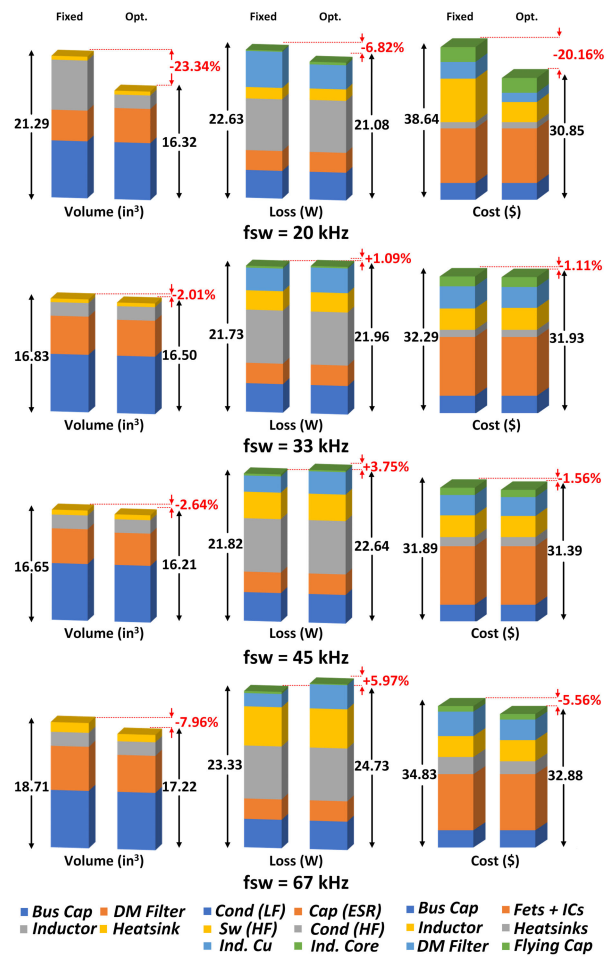 Fixed Opt. Fixed Opt. Fixed Opt.
-23.34% -6.82% -20.16%
21.29 16.32 22.63 21.08 38.64 30.85
Volume (in³) Loss (W) Cost ($)
fsw = 20 kHz
-2.01% +1.09% -1.11%
16.83 16.50 21.73 21.96 32.29 31.93
Volume (in³) Loss (W) Cost ($)
fsw = 33 kHz
-2.64% +3.75% -1.56%
16.65 16.21 21.82 22.64 31.89 31.39
Volume (in³) Loss (W) Cost ($)
fsw = 45 kHz
-7.96% +5.97% -5.56%
18.71 17.22 23.33 24.73 34.83 32.88
Volume (in³) Loss (W) Cost ($)
fsw = 67 kHz
Bus Cap DM Filter Cond (LF) Cap (ESR) Bus Cap Fets + ICs
Inductor Heatsink Sw (HF) Cond (HF) Inductor Heatsinks
Ind. Cu Ind. Core DM Filter Flying Cap